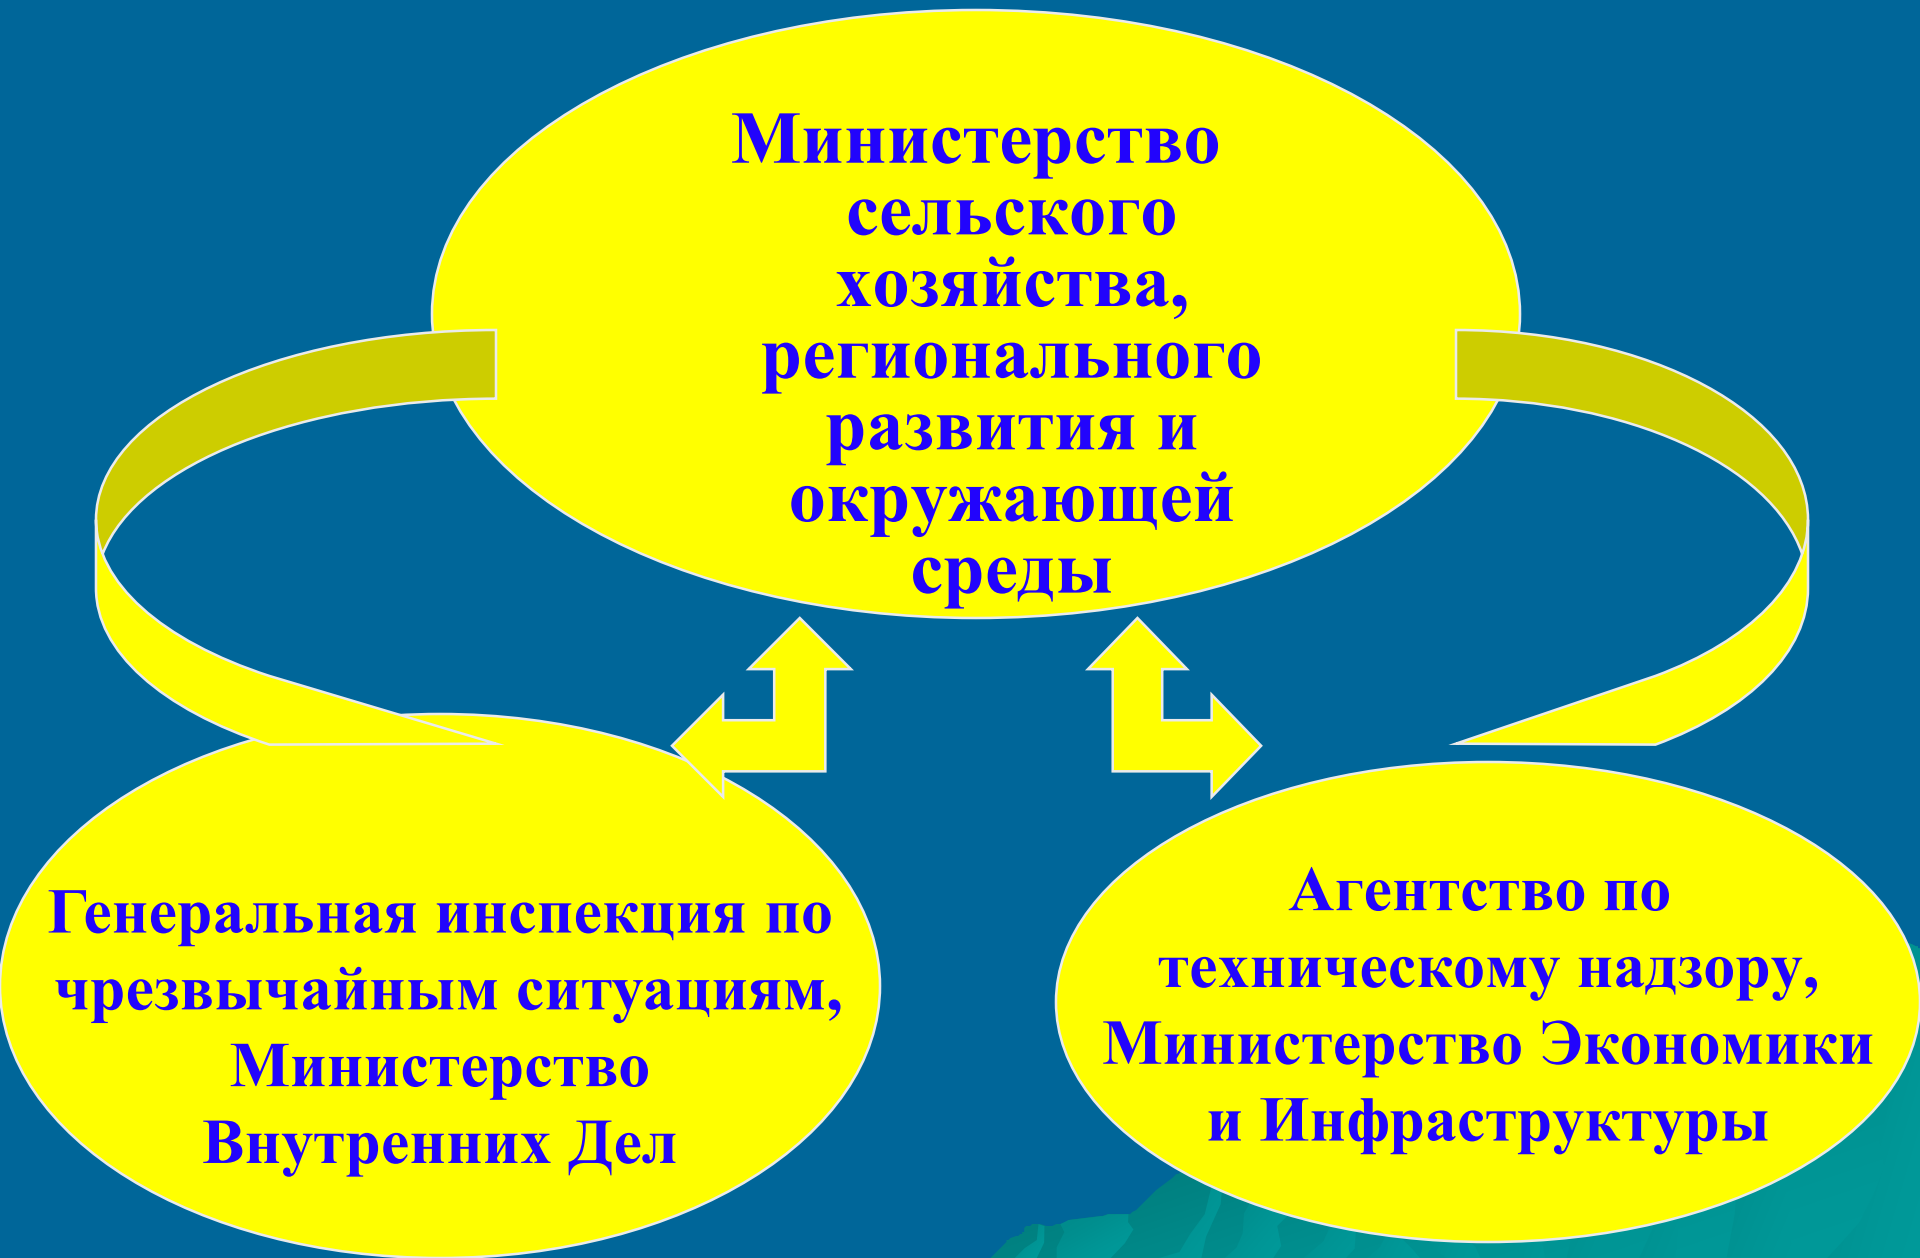 Министерство
сельского
хозяйства,
регионального
развития и
окружающей
среды
Генеральная инспекция по
чрезвычайным ситуациям,
Министерство
Внутренних Дел
Агентство по
техническому надзору,
Министерство Экономики
и Инфраструктуры